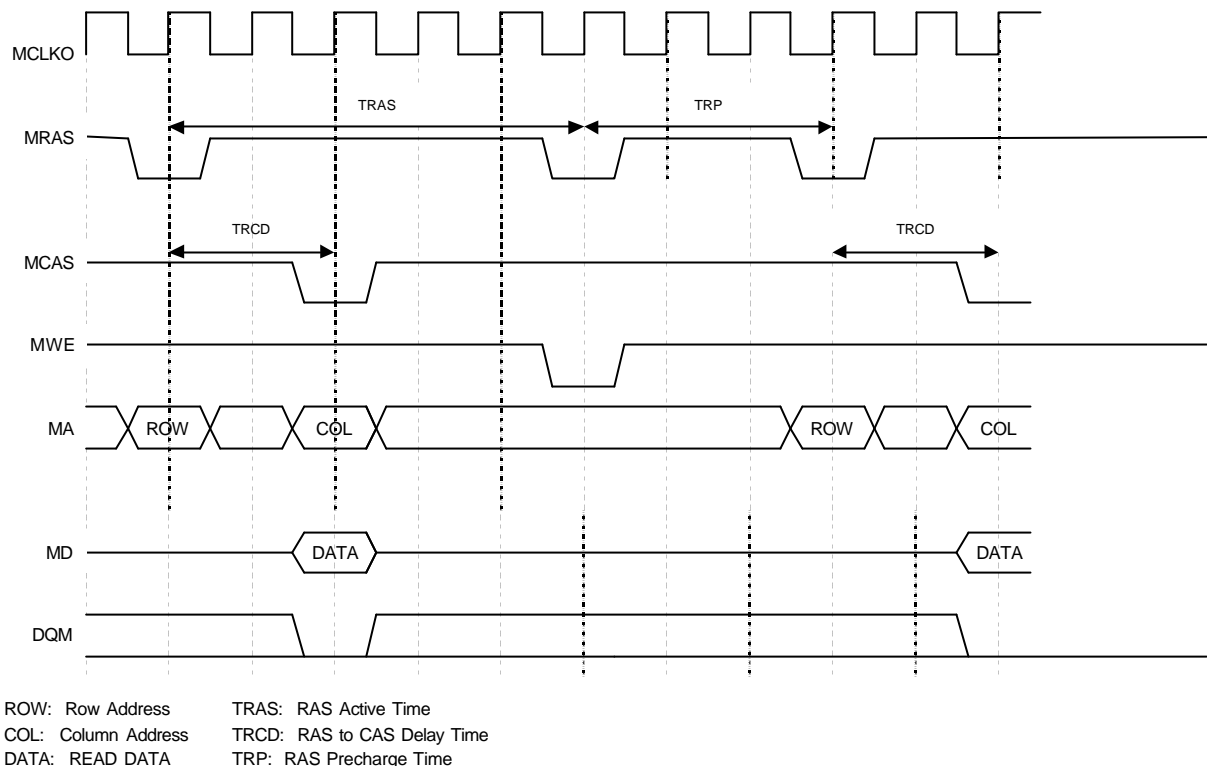 MCLKO
TRAS TRP
MRAS
TRCD TRCD
MCAS
MWE
MA ROW COL ROW COL
MD DATA DATA
DQM
ROW: Row Address TRAS: RAS Active Time
COL: Column Address TRCD: RAS to CAS Delay Time
DATA: READ DATA TRP: RAS Precharge Time